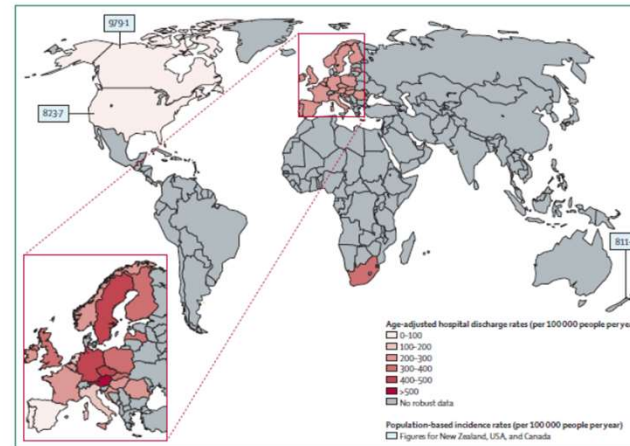 979·1
823·7
811·
Age-adjusted hospital discharge rates (per 100 000 people per year
0–100
100–200
200–300
300–400
400–500
>500
No robust data
Population-based incidence rates (per 100 000 people per year)
Figures for New Zealand, USA, and Canada